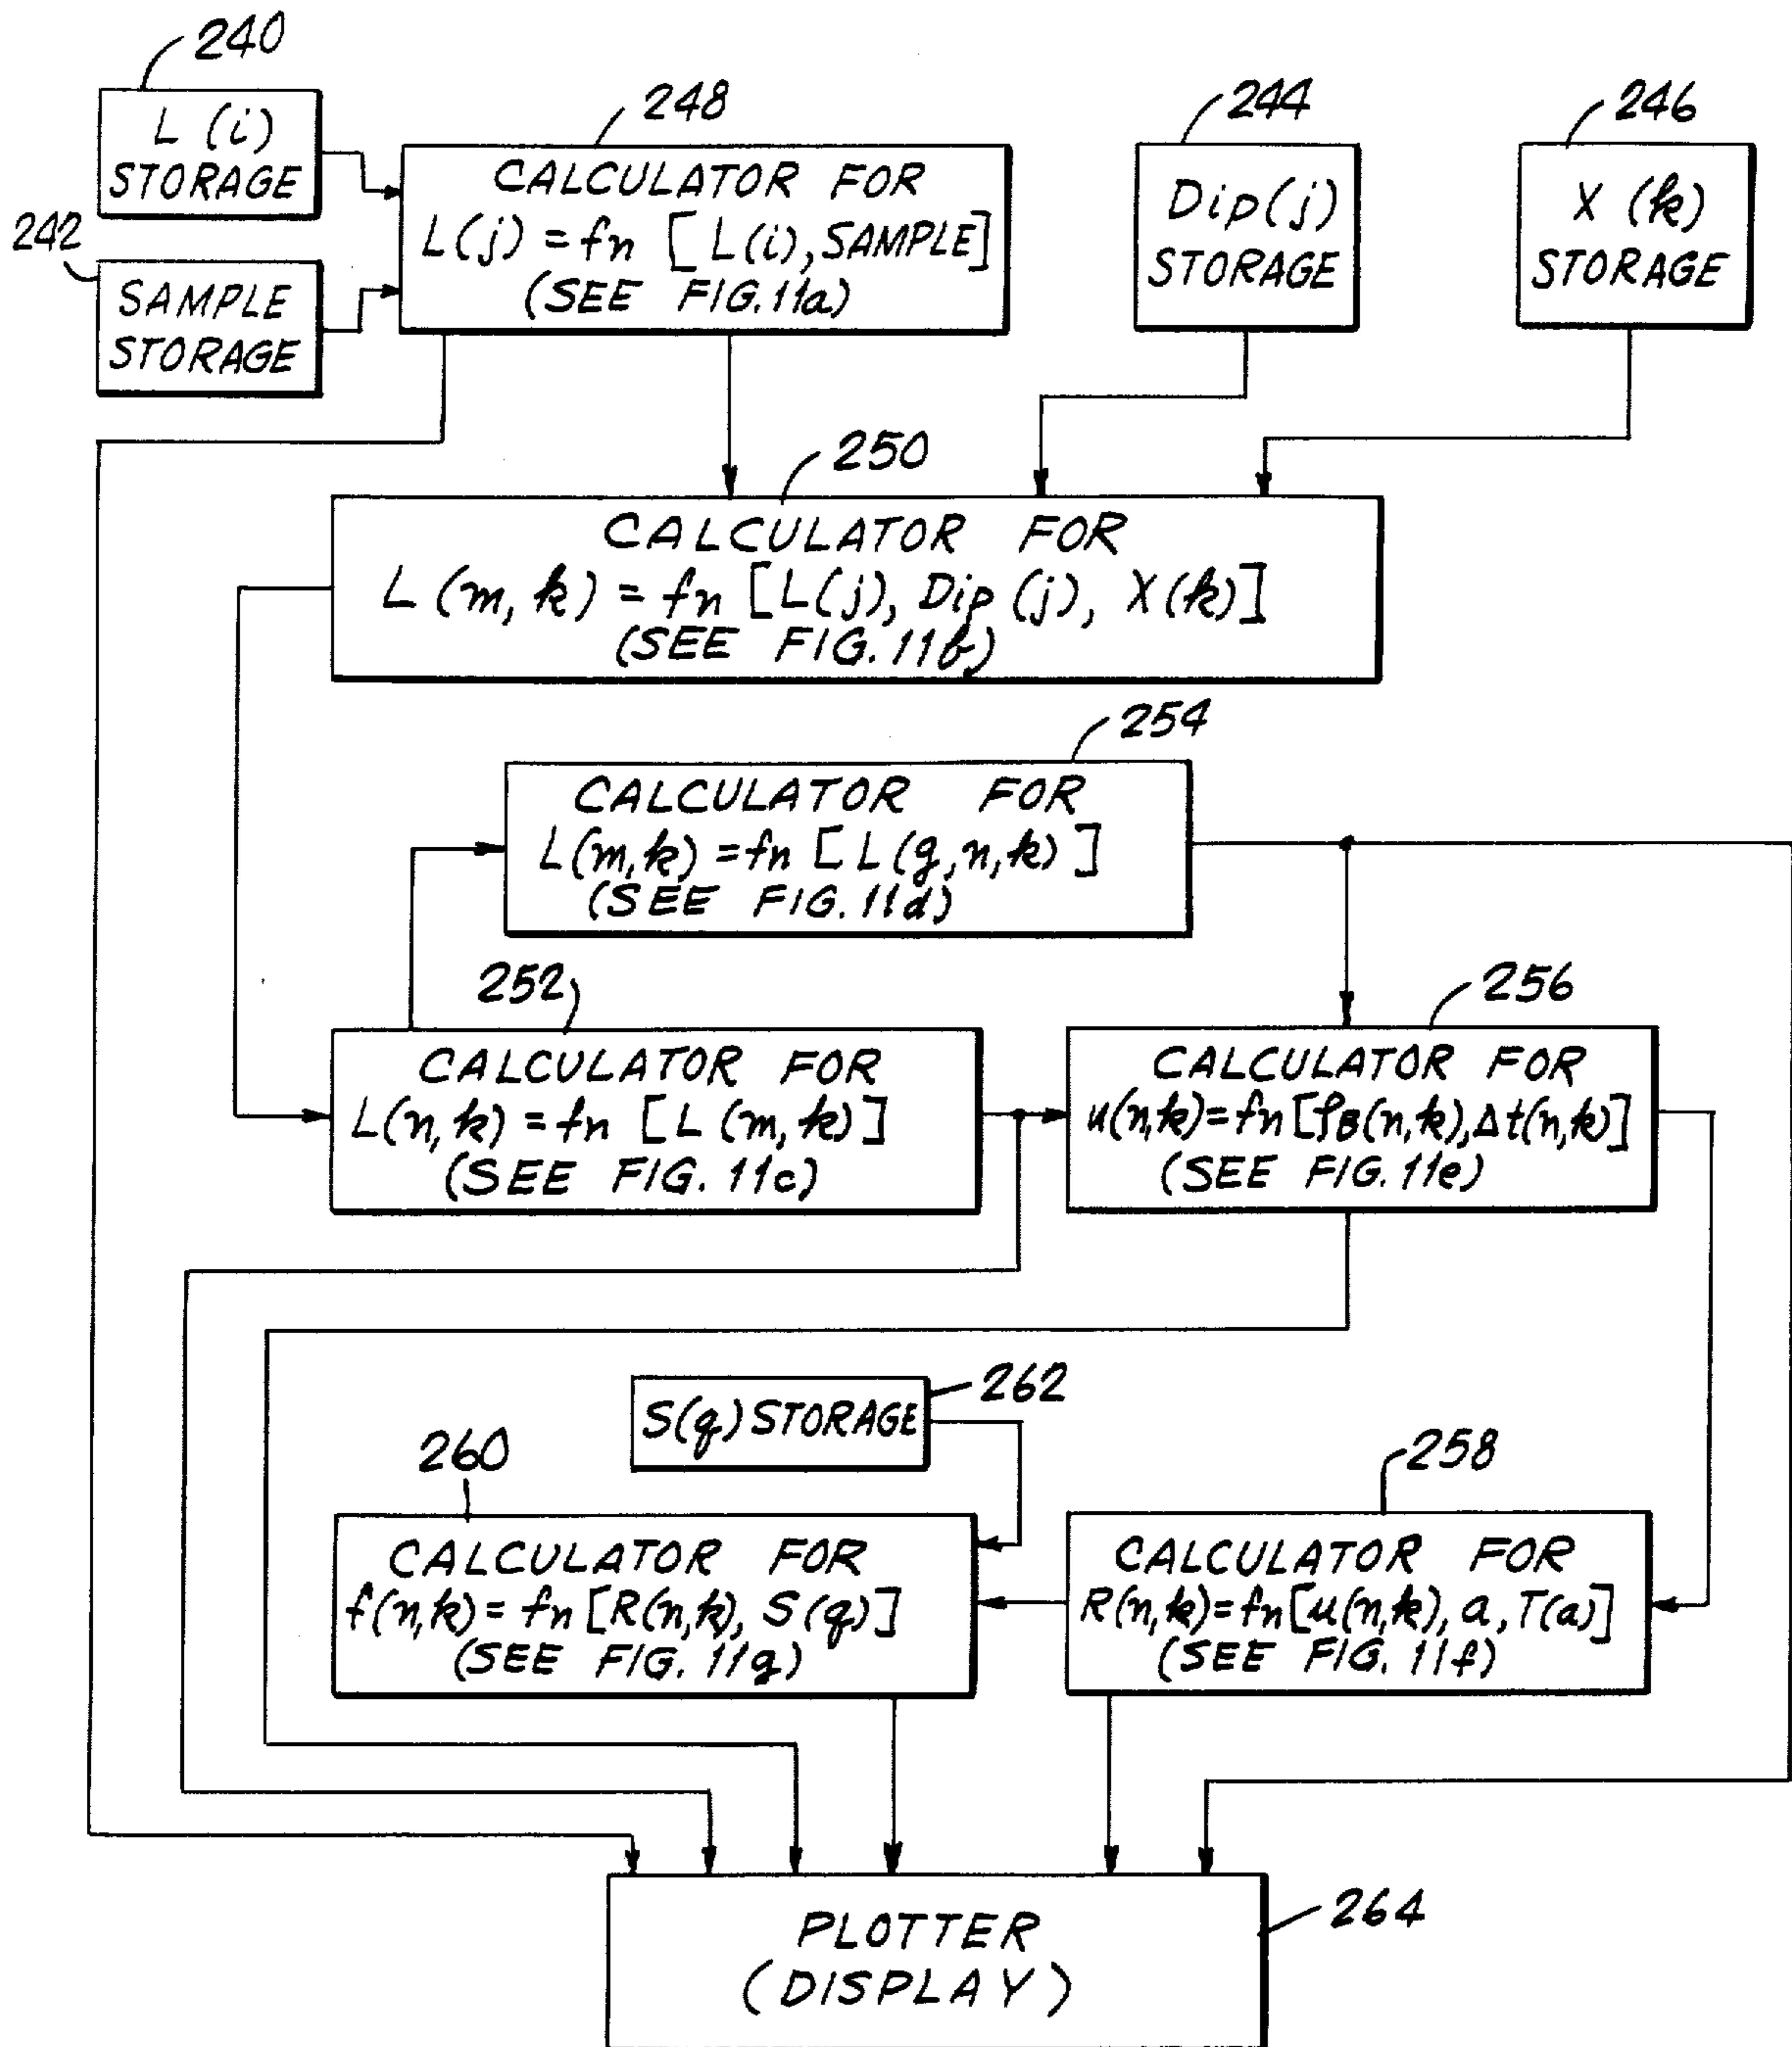 240
L (i)
STORAGE
242
SAMPLE
STORAGE
248
CALCULATOR FOR
L(j) = fn [L(i), SAMPLE]
(SEE FIG. 11a)
244
Dip(j)
STORAGE
246
X (k)
STORAGE
250
CALCULATOR FOR
L (m, k) = fn [L(j), Dip (j), X(k)]
(SEE FIG. 11b)
254
CALCULATOR FOR
L(m,k) = fn [L(g,n,k)]
(SEE FIG. 11d)
252
CALCULATOR FOR
L(n,k) = fn [L (m,k)]
(SEE FIG. 11c)
256
CALCULATOR FOR
u(n,k)=fn[ρB(n,k),Δt(n,k)]
(SEE FIG. 11e)
262
S(q) STORAGE
260
CALCULATOR FOR
f(n,k)= fn [R(n,k), S(q)]
(SEE FIG. 11g)
258
CALCULATOR FOR
R(n,k)=fn[u(n,k), a, T(a)]
(SEE FIG. 11f)
264
PLOTTER
(DISPLAY)